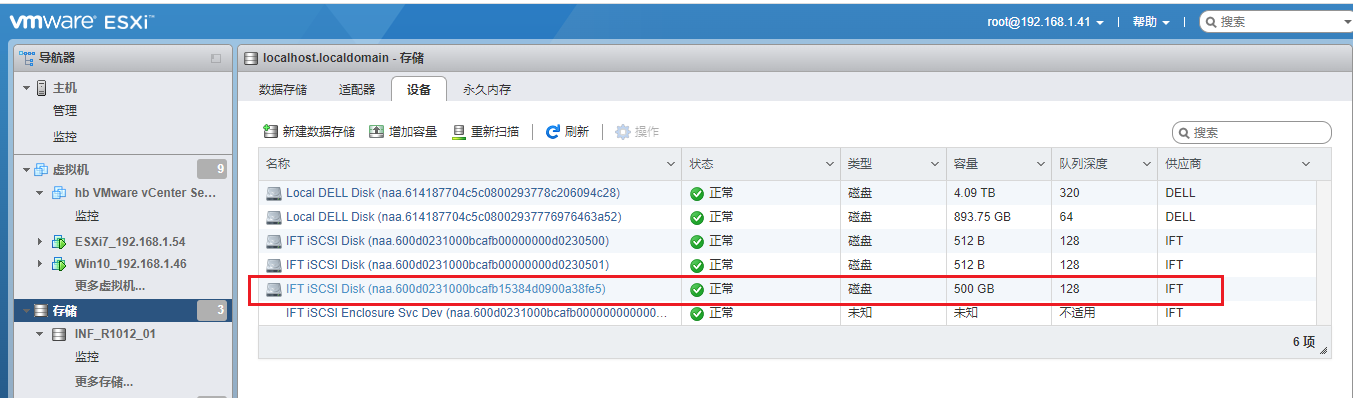 vmware ESXi™
root@192.168.1.41 | 帮助 | 搜索
导航器
主机
管理
监控
虚拟机 9
hb VMware vCenter Se...
监控
ESXi7_192.168.1.54
Win10_192.168.1.46
更多虚拟机...
存储 3
INF_R1012_01
监控
更多存储...
localhost.localdomain - 存储
数据存储 适配器 设备 永久内存
新建数据存储 增加容量 重新扫描 | 刷新 | 操作
搜索
名称 状态 类型 容量 队列深度 供应商
Local DELL Disk (naa.614187704c5c0800293778c206094c28) 正常 磁盘 4.09 TB 320 DELL
Local DELL Disk (naa.614187704c5c08002937776976463a52) 正常 磁盘 893.75 GB 64 DELL
IFT iSCSI Disk (naa.600d0231000bcafb00000000d0230500) 正常 磁盘 512 B 128 IFT
IFT iSCSI Disk (naa.600d0231000bcafb00000000d0230501) 正常 磁盘 512 B 128 IFT
IFT iSCSI Disk (naa.600d0231000bcafb15384d0900a38fe5) 正常 磁盘 500 GB 128 IFT
IFT iSCSI Enclosure Svc Dev (naa.600d0231000bcafb000000000000... 正常 未知 未知 不适用 IFT
6 项